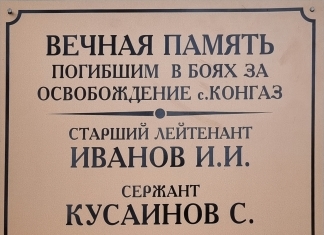 ВЕЧНАЯ ПАМЯТЬ
ПОГИБШИМ В БОЯХ ЗА
ОСВОБОЖДЕНИЕ с.КОНГАЗ
СТАРШИЙ ЛЕЙТЕНАНТ
ИВАНОВ И.И.
СЕРЖАНТ
КУСАИНОВ С.